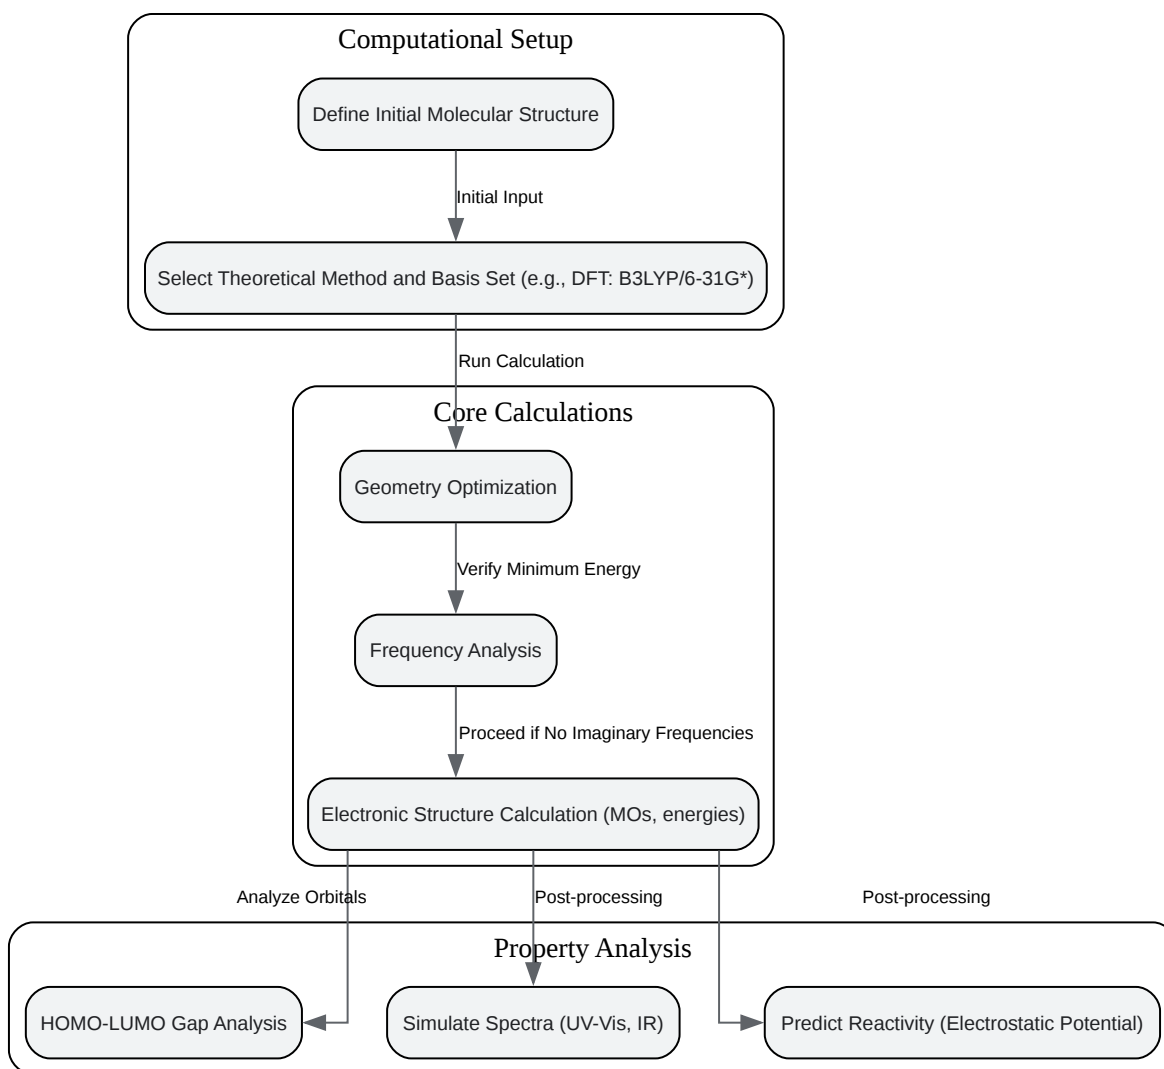 Computational Setup
Define Initial Molecular Structure
Initial Input
Select Theoretical Method and Basis Set (e.g., DFT: B3LYP/6-31G*)
Run Calculation
Core Calculations
Geometry Optimization
Verify Minimum Energy
Frequency Analysis
Proceed if No Imaginary Frequencies
Electronic Structure Calculation (MOs, energies)
Analyze Orbitals
Post-processing
Post-processing
Property Analysis
HOMO-LUMO Gap Analysis
Simulate Spectra (UV-Vis, IR)
Predict Reactivity (Electrostatic Potential)